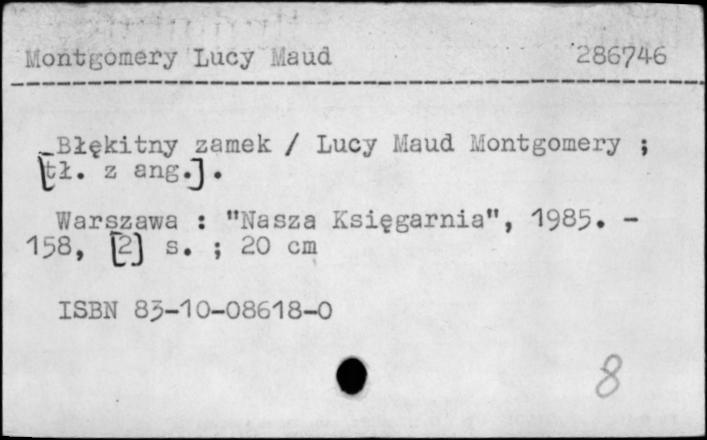 Montgomery Lucy Maud 286746
Błękitny zamek / Lucy Maud Montgomery ;
[tł. z ang.].
Warszawa : "Nasza Księgarnia", 1985. -
158, [2] s. ; 20 cm
ISBN 83-10-08618-0
8